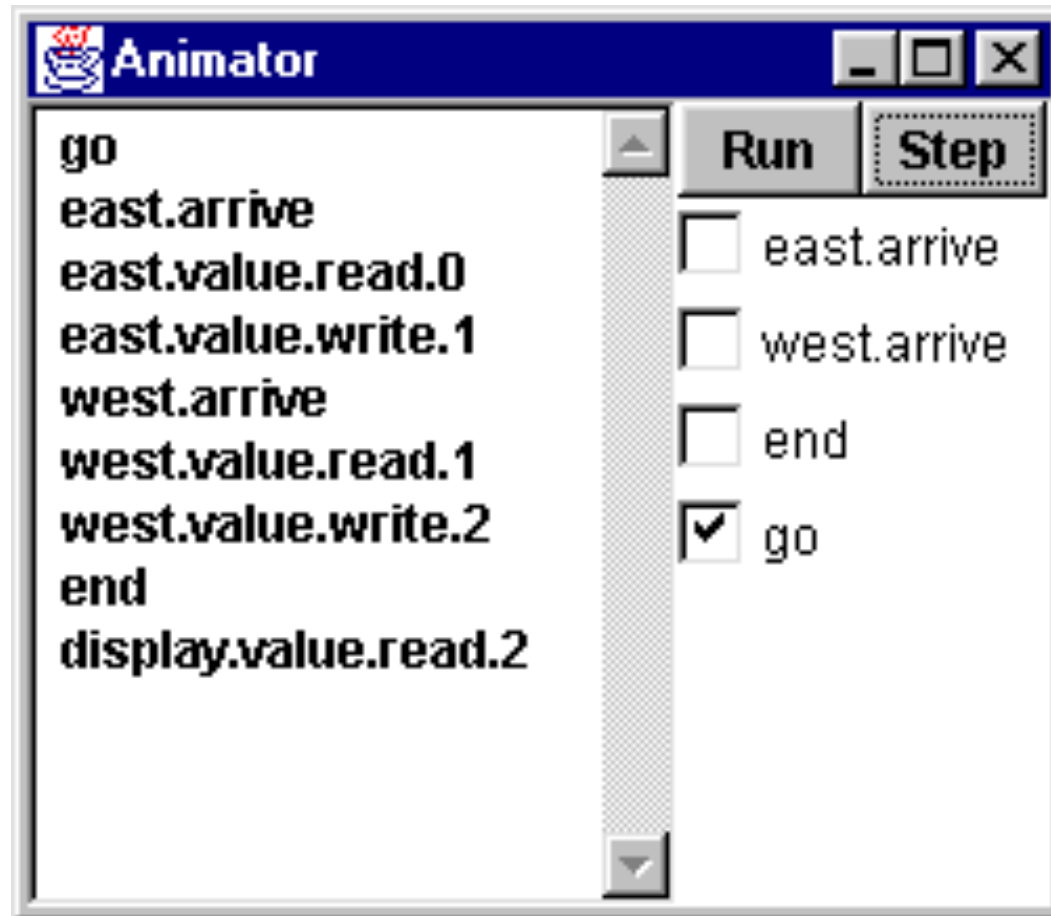 Animator
go
east.arrive
east.value.read.0
east.value.write.1
west.arrive
west.value.read.1
west.value.write.2
end
display.value.read.2
Run
Step
east.arrive
west.arrive
end
go